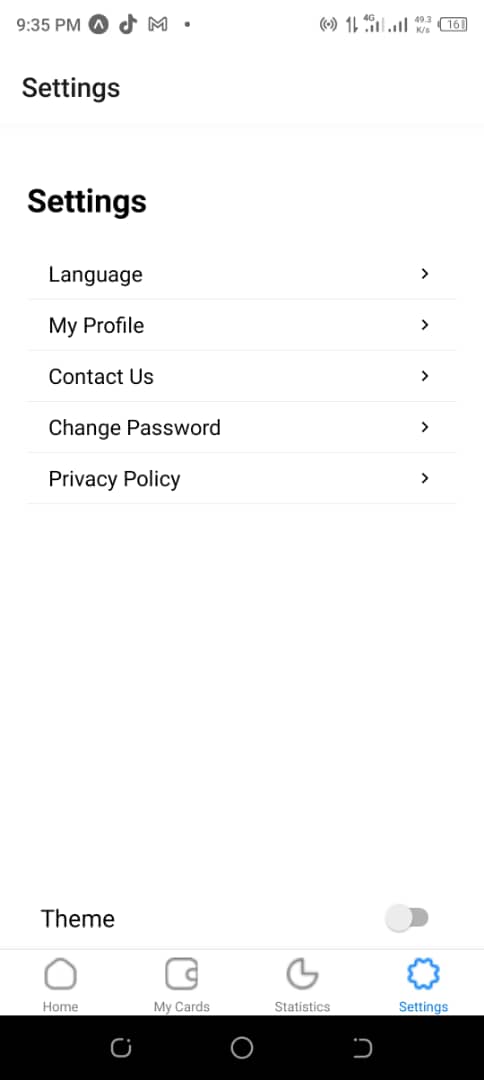 9:35 PM 4G 49.3 K/s 16
Settings
Settings
Language
My Profile
Contact Us
Change Password
Privacy Policy
Theme
Home My Cards Statistics Settings